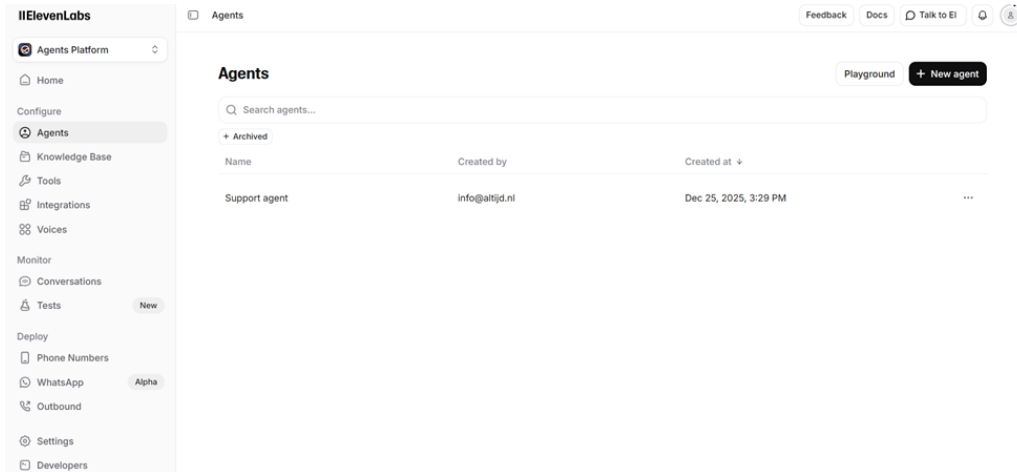 IIElevenLabs
Agents
Feedback
Docs
Talk to El
Agents Platform
Home
Configure
Agents
Knowledge Base
Tools
Integrations
Voices
Monitor
Conversations
Tests
New
Deploy
Phone Numbers
WhatsApp
Alpha
Outbound
Settings
Developers
Agents
Playground
+ New agent
Search agents...
+ Archived
Name Created by Created at ↓
Support agent info@altijd.nl Dec 25, 2025, 3:29 PM ...